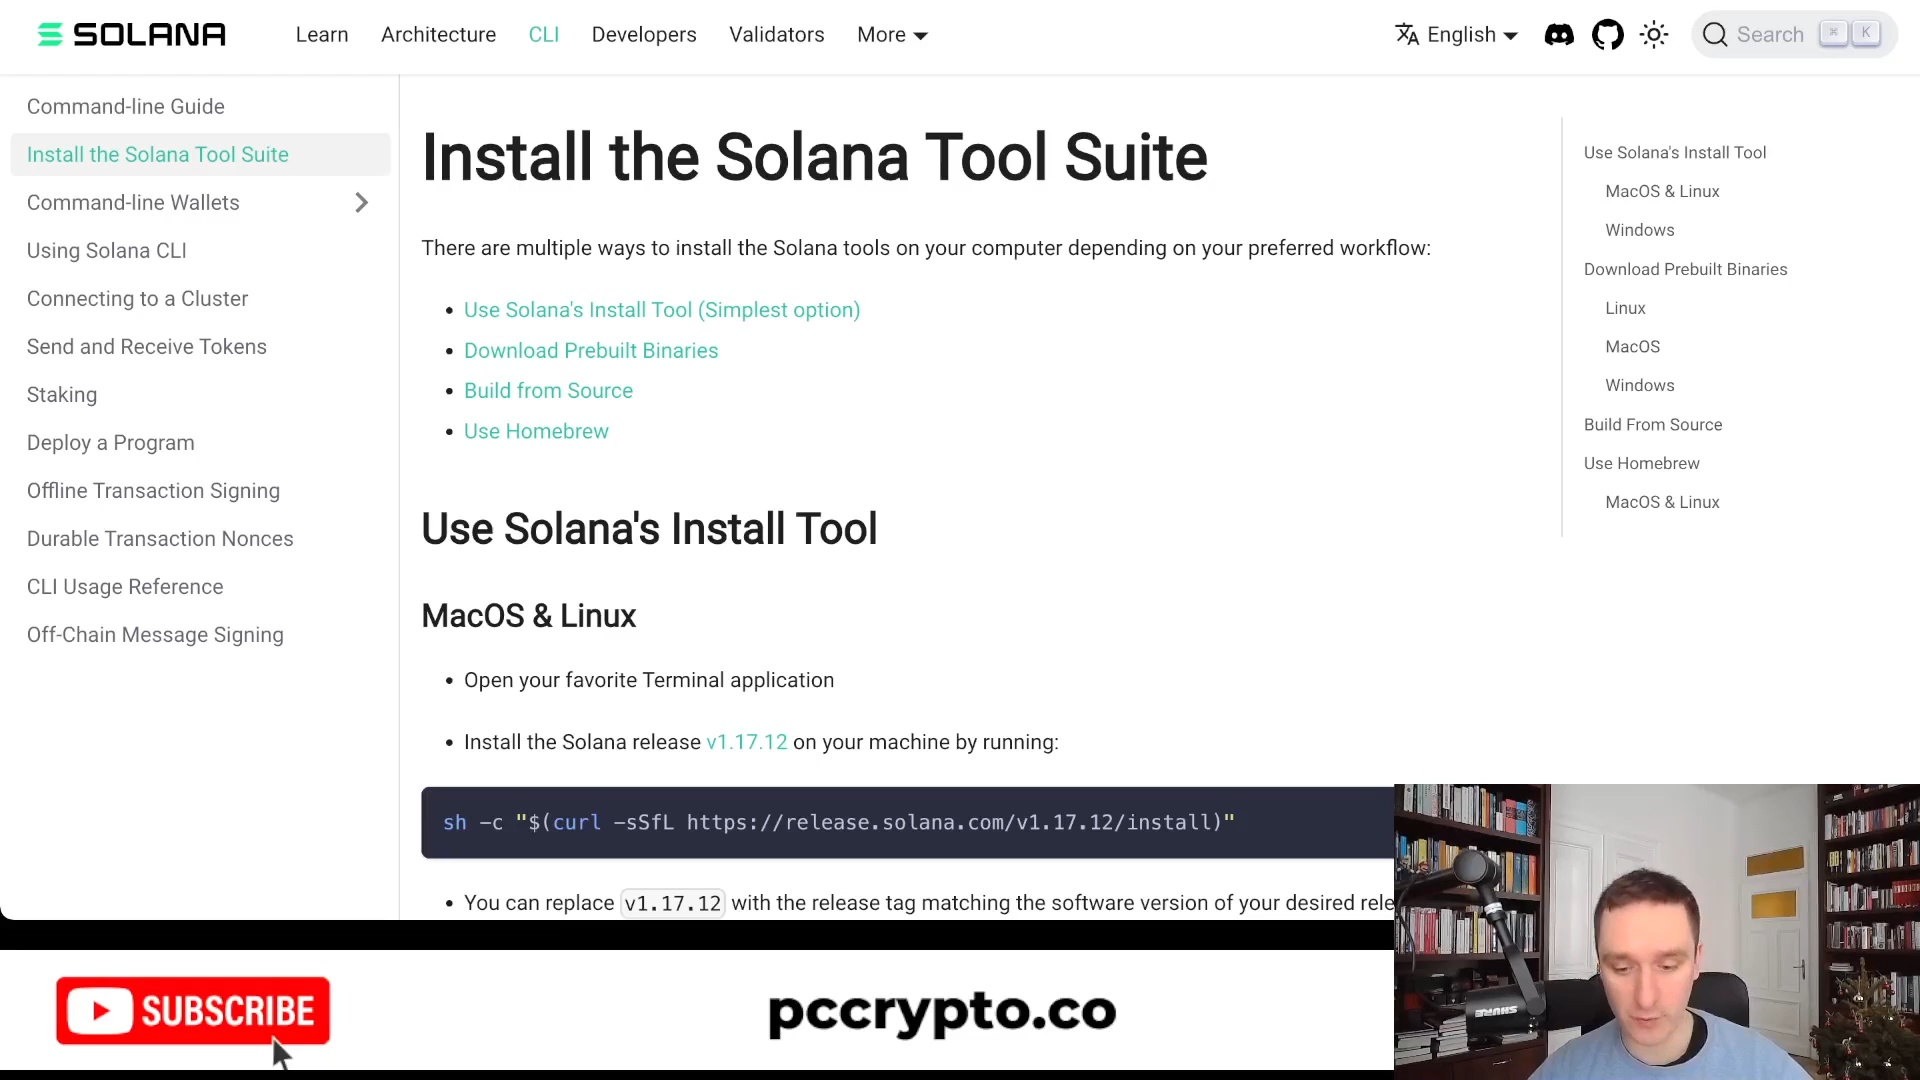 SOLANA
Learn
Architecture
CLI
Developers
Validators
More
English
Search
⌘ K
Command-line Guide
Install the Solana Tool Suite
Command-line Wallets
Using Solana CLI
Connecting to a Cluster
Send and Receive Tokens
Staking
Deploy a Program
Offline Transaction Signing
Durable Transaction Nonces
CLI Usage Reference
Off-Chain Message Signing
Install the Solana Tool Suite
There are multiple ways to install the Solana tools on your computer depending on your preferred workflow:
• Use Solana's Install Tool (Simplest option)
• Download Prebuilt Binaries
• Build from Source
• Use Homebrew
Use Solana's Install Tool
MacOS & Linux
• Open your favorite Terminal application
• Install the Solana release v1.17.12 on your machine by running:
sh -c "$(curl -sSfL https://release.solana.com/v1.17.12/install)"
• You can replace v1.17.12 with the release tag matching the software version of your desired rele
Use Solana's Install Tool
MacOS & Linux
Windows
Download Prebuilt Binaries
Linux
MacOS
Windows
Build From Source
Use Homebrew
MacOS & Linux
SUBSCRIBE
pccrypto.co
SHURE